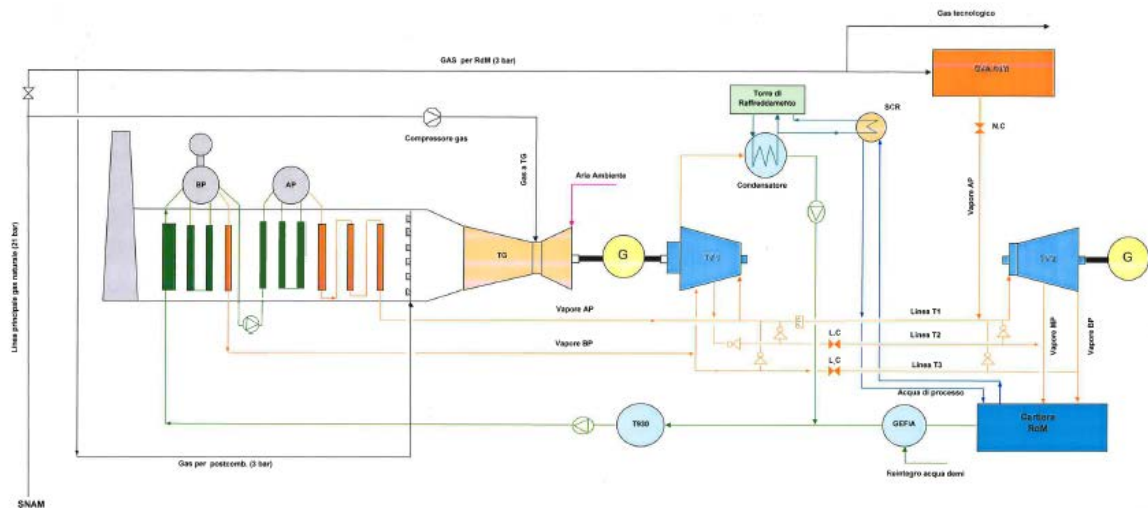 Gas tecnologico
GAS per RdM (3 bar)
Torre di
Raffreddamento
SCR
N.C
Compressore gas
Gas a TG
Aria Ambiente
Condensatore
Vapore AP
BP
AP
TG
G
G
Linea principale gas naturale (21 bar)
Vapore AP
Linea T1
L.C
Linea T2
Vapore MP
Vapore BP
Vapore BP
L.C
Linea T3
Acqua di processo
Cartiera
RdM
T930
GEFIA
Gas per postcomb. (3 bar)
Reintegro acqua demi
SNAM